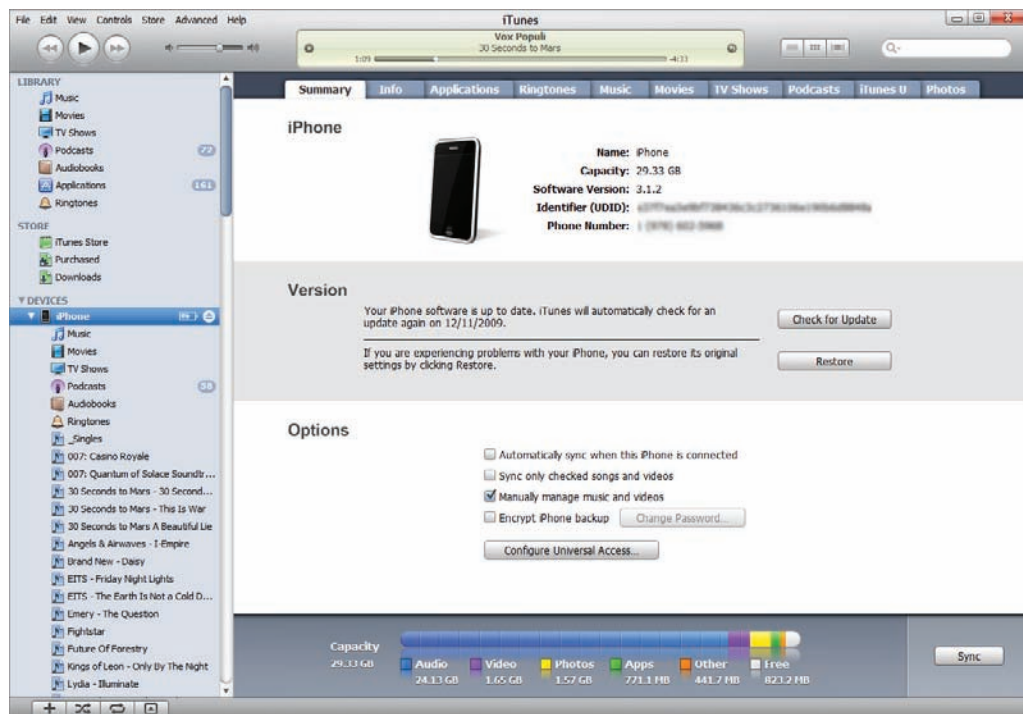 File Edit View Controls Store Advanced Help
iTunes
Vox Populi
30 Seconds to Mars
1:09 -4:33
LIBRARY
Music
Movies
TV Shows
Podcasts 22
Audiobooks
Applications
Ringtones
STORE
iTunes Store
Purchased
Downloads
DEVICES
iPhone
Music
Movies
TV Shows
Podcasts
Audiobooks
Ringtones
_Singles
007: Casino Royale
007: Quantum of Solace Soundtr...
30 Seconds to Mars - 30 Second...
30 Seconds to Mars - This Is War
30 Seconds to Mars A Beautiful Lie
Angels & Airwaves - I-Empire
Brand New - Daisy
EITS - Friday Night Lights
EITS - The Earth Is Not a Cold D...
Emery - The Question
Fightstar
Future Of Forestry
Kings of Leon - Only By The Night
Lydia - Illuminate
Summary Info Applications Ringtones Music Movies TV Shows Podcasts iTunes U Photos
iPhone
Name: iPhone
Capacity: 29.33 GB
Software Version: 3.1.2
Identifier (UDID):
Phone Number:
Version
Your iPhone software is up to date. iTunes will automatically check for an
update again on 12/11/2009.
Check for Update
If you are experiencing problems with your iPhone, you can restore its original
settings by clicking Restore.
Restore
Options
Automatically sync when this iPhone is connected
Sync only checked songs and videos
Manually manage music and videos
Encrypt iPhone backup Change Password...
Configure Universal Access...
Capacity
29.33 GB
Audio Video Photos Apps Other Free
24.13 GB 1.65 GB 1.57 GB 771.1 MB 441.7 MB 823.2 MB
Sync